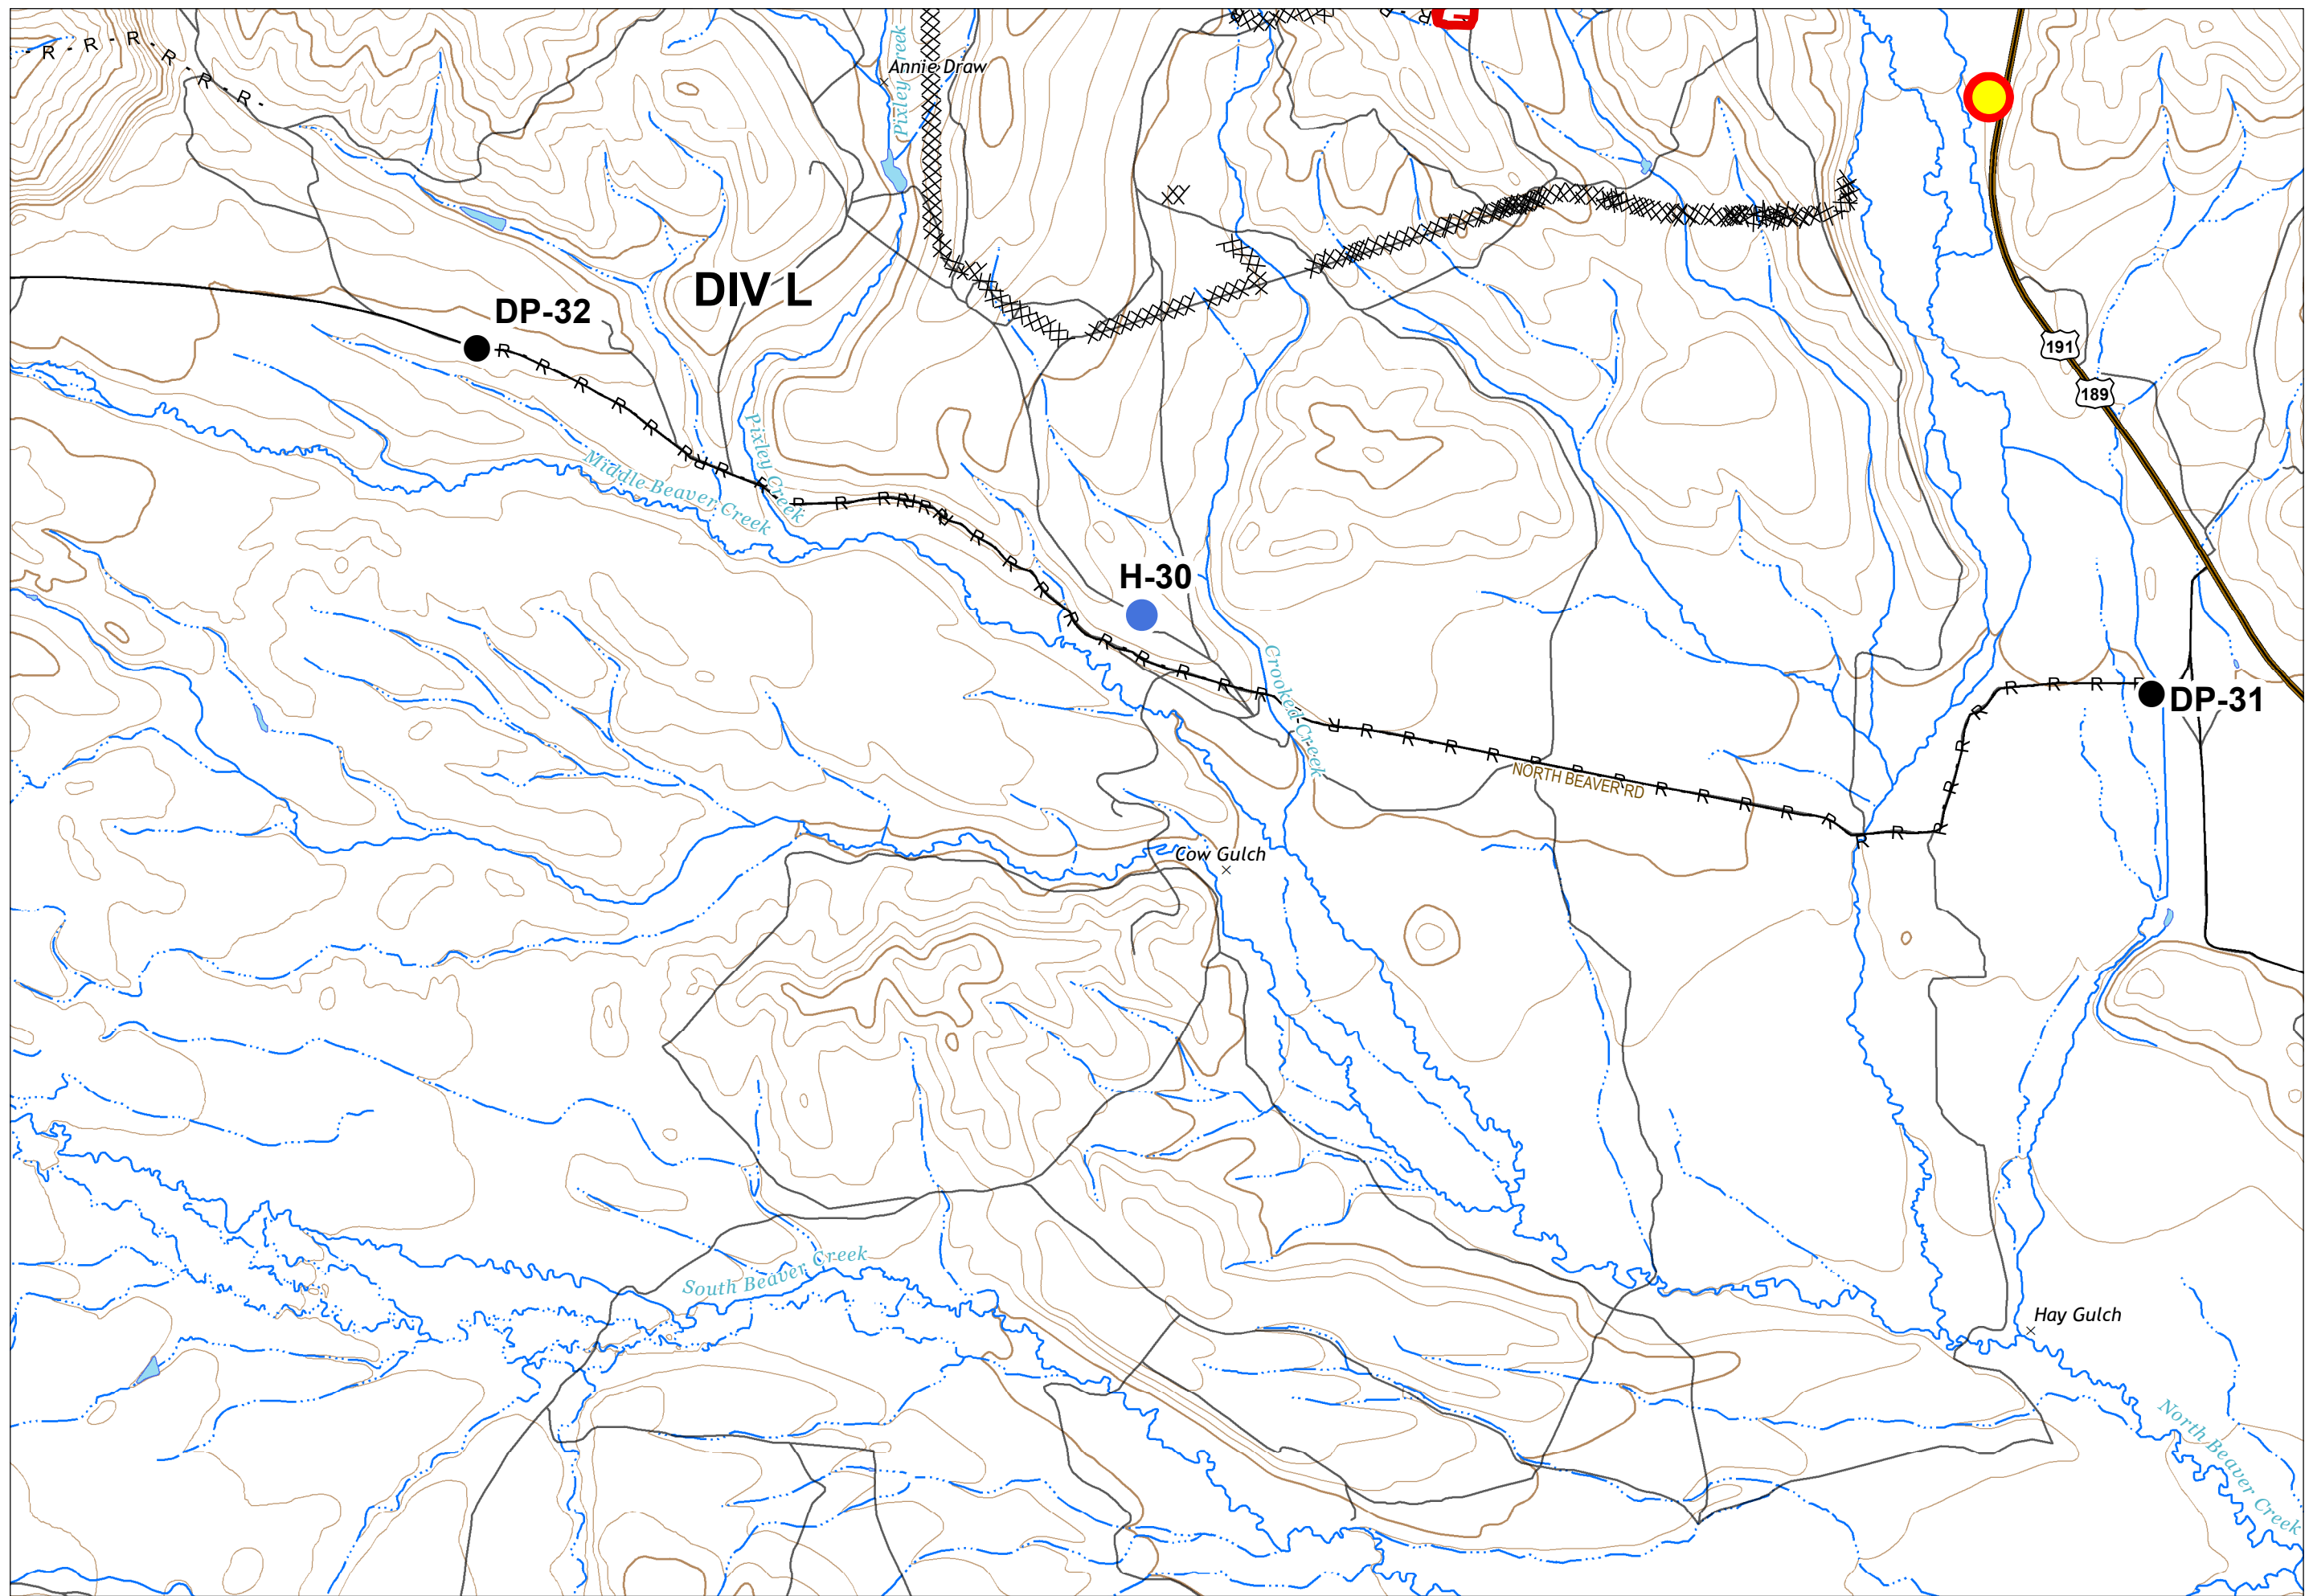 Annie Draw
Pixley Creek
DIV L
DP-32
191
189
Pixley Creek
Middle Beaver Creek
H-30
Crooked Creek
DP-31
NORTH BEAVER RD
Cow Gulch
South Beaver Creek
Hay Gulch
North Beaver Creek